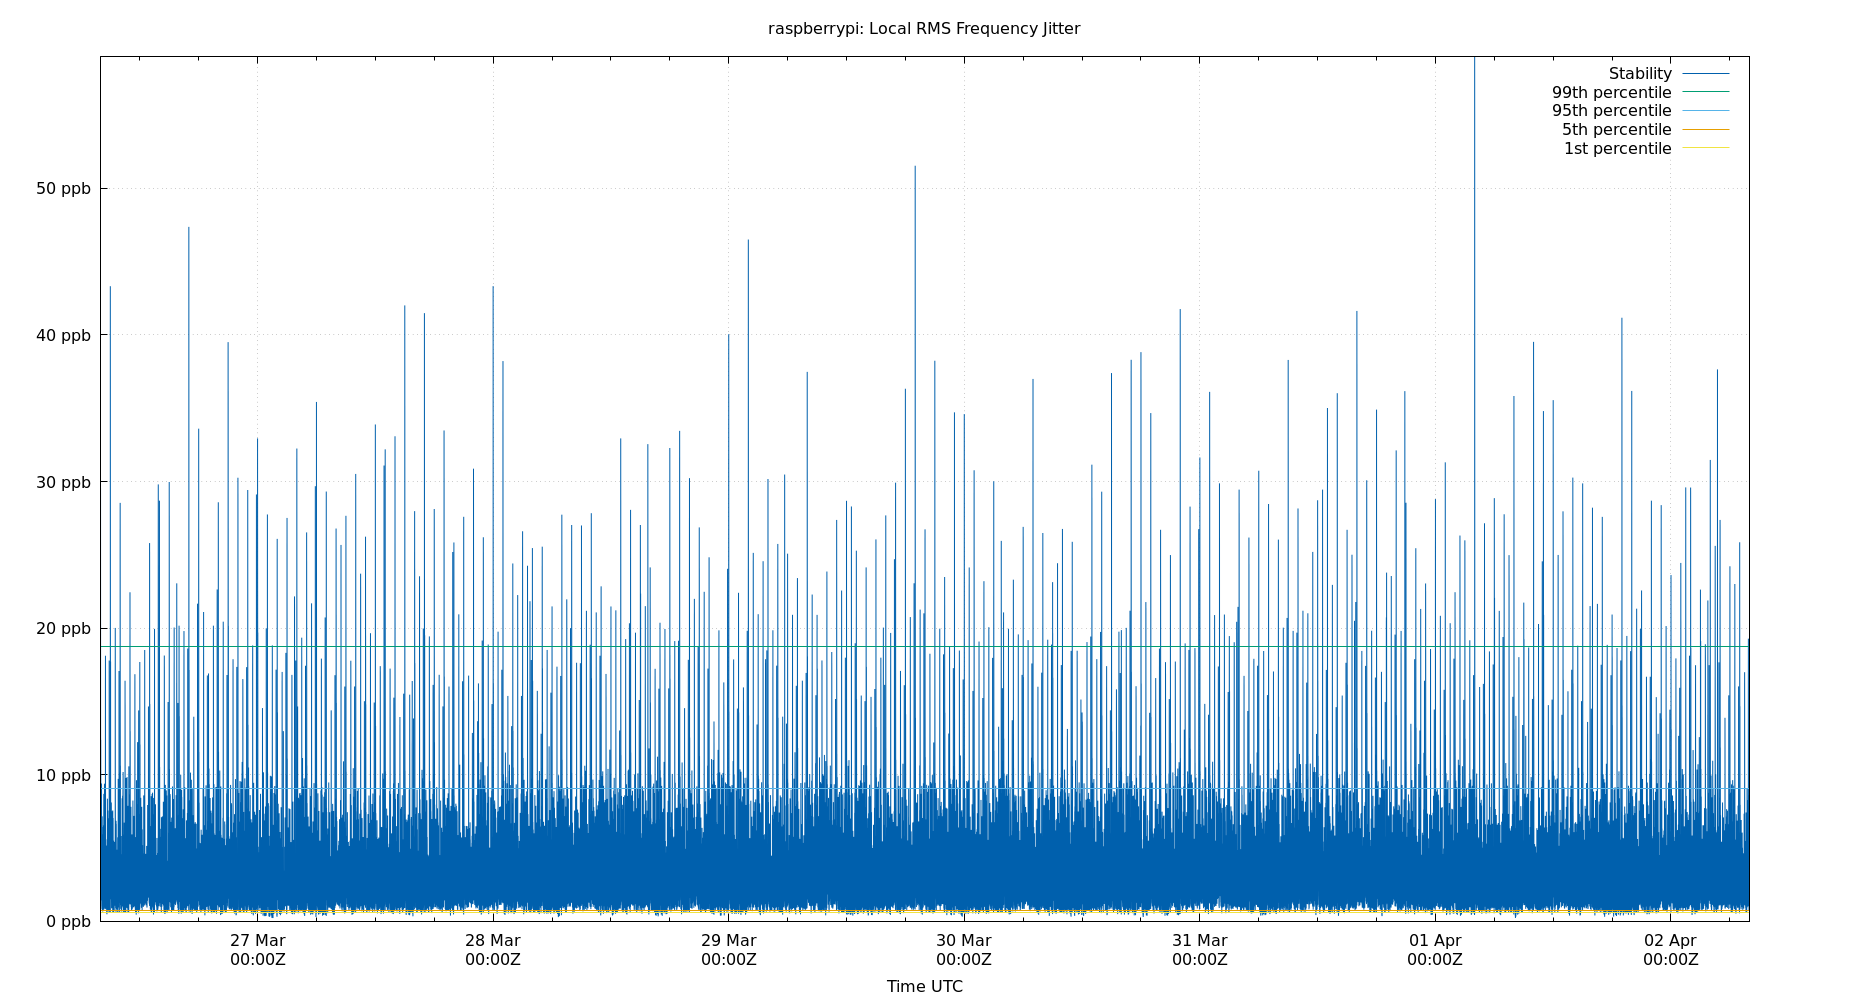 raspberrypi: Local RMS Frequency Jitter
Stability
99th percentile
95th percentile
5th percentile
1st percentile
50 ppb
40 ppb
30 ppb
20 ppb
10 ppb
0 ppb
27 Mar 28 Mar 29 Mar 30 Mar 31 Mar 01 Apr 02 Apr
00:00Z 00:00Z 00:00Z 00:00Z 00:00Z 00:00Z 00:00Z
Time UTC